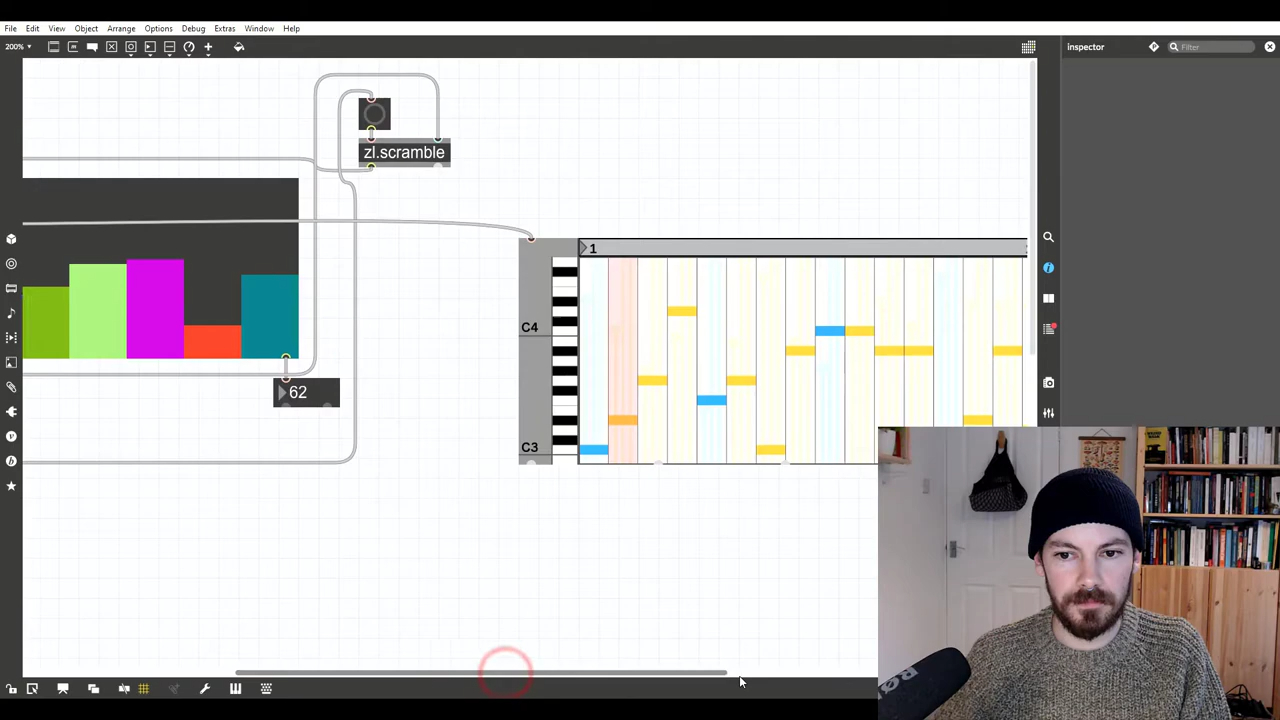 File Edit View Object Arrange Options Debug Extras Window Help
200%
inspector
Filter
zl.scramble
1
C4
62
C3